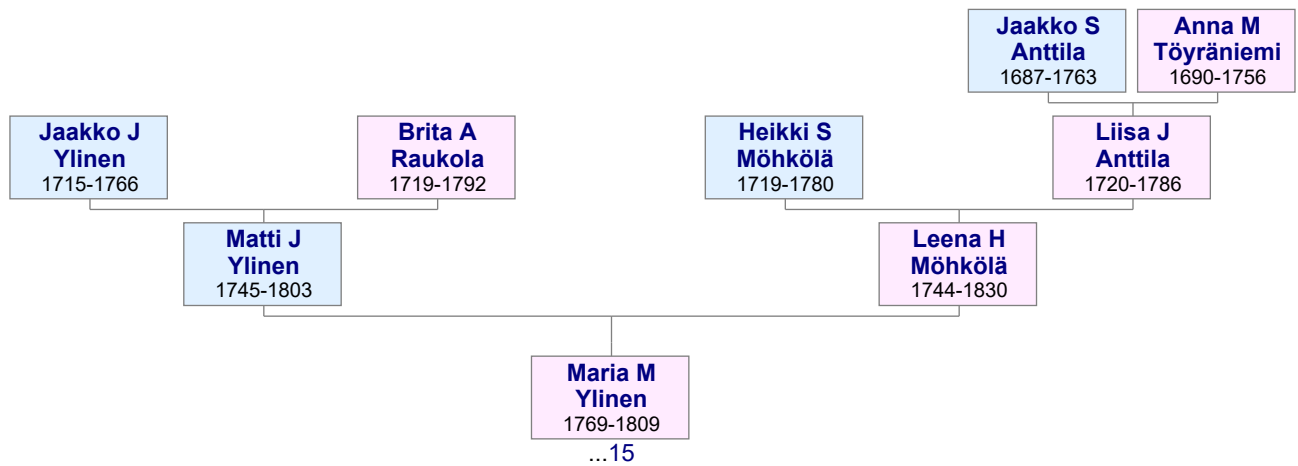 Jaakko S
Anttila
1687-1763
Anna M
Töyräniemi
1690-1756
Jaakko J
Ylinen
1715-1766
Brita A
Raukola
1719-1792
Heikki S
Möhkölä
1719-1780
Liisa J
Anttila
1720-1786
Matti J
Ylinen
1745-1803
Leena H
Möhkölä
1744-1830
Maria M
Ylinen
1769-1809
...15